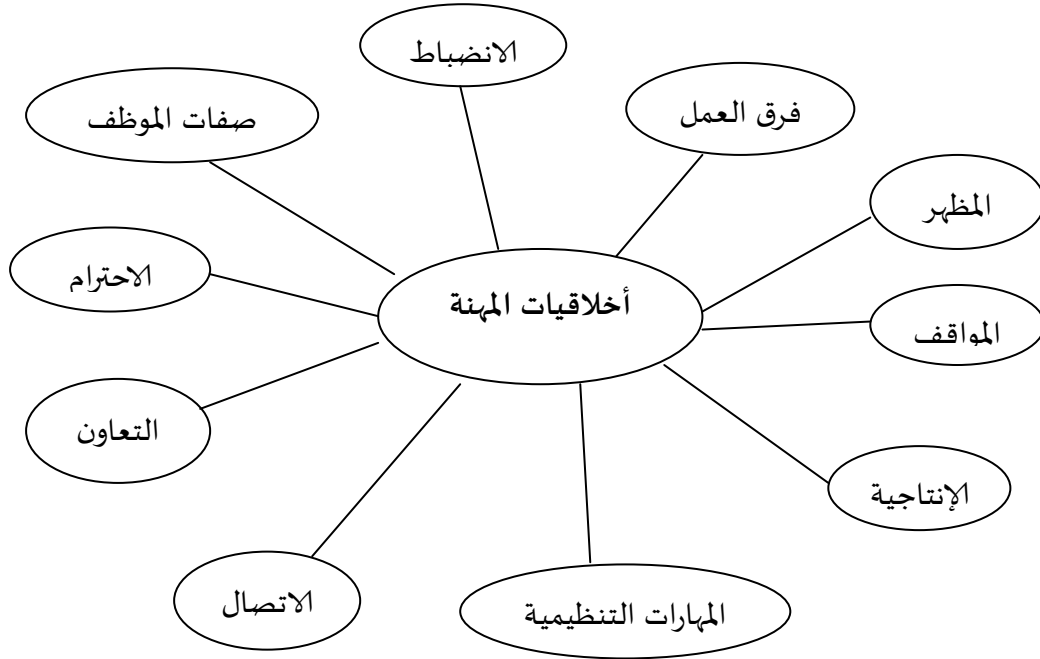 الانضباط
فرق العمل
صفات الموظف
المظهر
الاحترام
أخلاقيات المهنة
المواقف
التعاون
الإنتاجية
الاتصال
المهارات التنظيمية